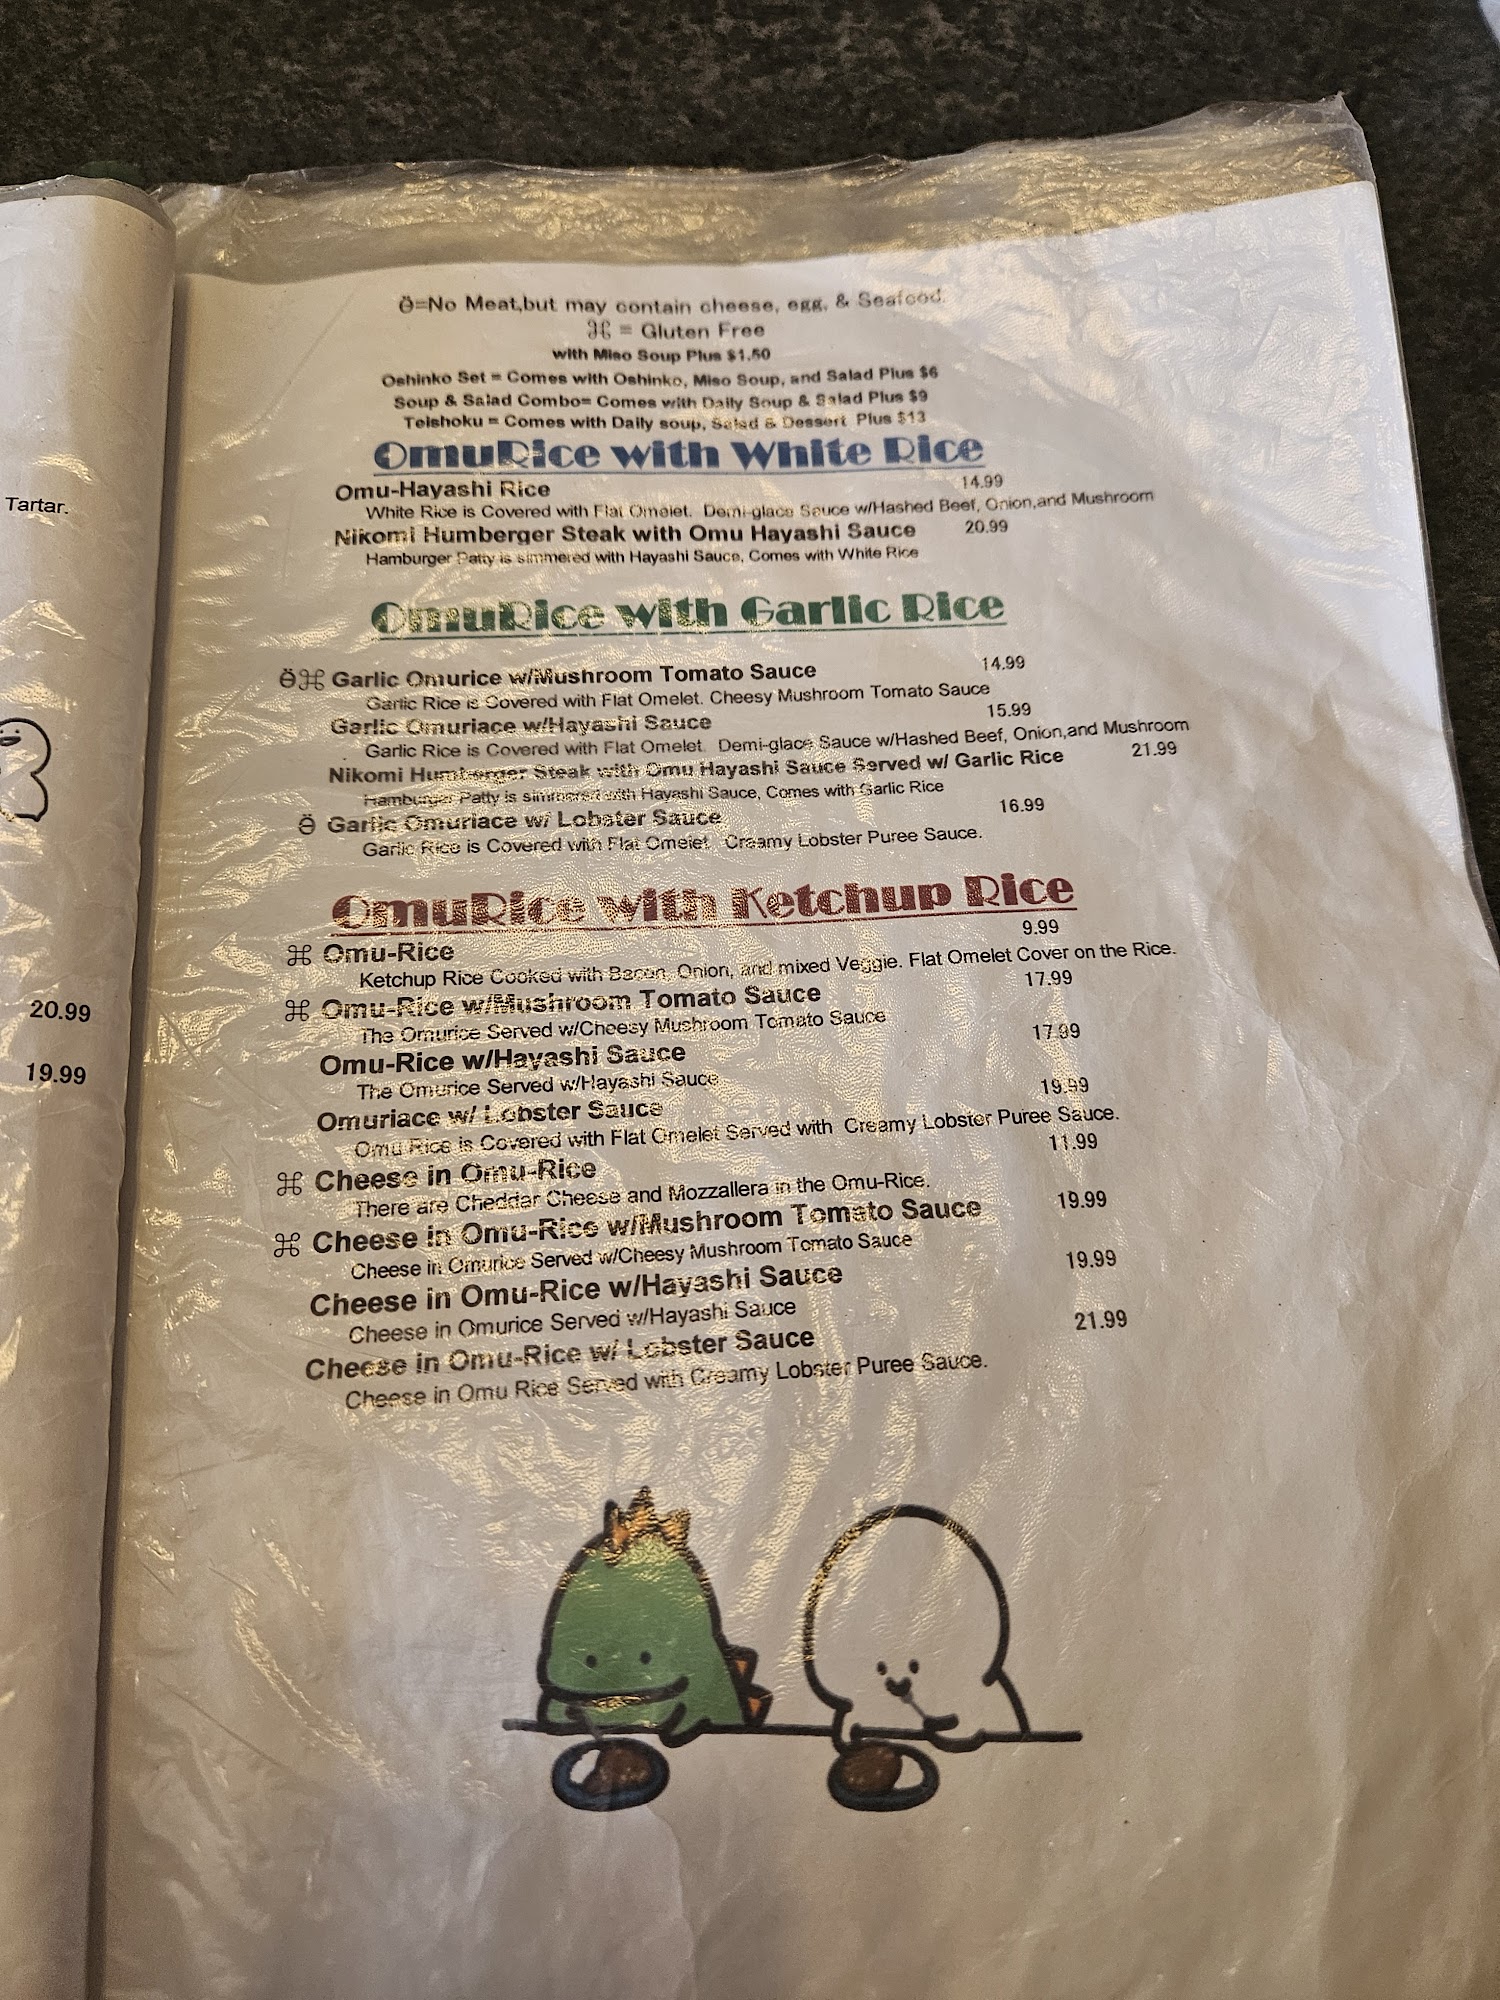 Tartar.
20.99
19.99
Ӫ=No Meat,but may contain cheese, egg, & Seafood.
⌘ = Gluten Free
with Miso Soup Plus $1.50
Oshinko Set = Comes with Oshinko, Miso Soup, and Salad Plus $6
Soup & Salad Combo= Comes with Daily Soup & Salad Plus $9
Teishoku = Comes with Daily soup, Salad & Dessert Plus $13
OmuRice with White Rice
Omu-Hayashi Rice 14.99
White Rice is Covered with Flat Omelet. Demi-glace Sauce w/Hashed Beef, Onion,and Mushroom
Nikomi Humberger Steak with Omu Hayashi Sauce 20.99
Hamburger Patty is simmered with Hayashi Sauce, Comes with White Rice
OmuRice with Garlic Rice
Ӫ⌘ Garlic Omurice w/Mushroom Tomato Sauce 14.99
Garlic Rice is Covered with Flat Omelet. Cheesy Mushroom Tomato Sauce
Garlic Omuriace w/Hayashi Sauce 15.99
Garlic Rice is Covered with Flat Omelet. Demi-glace Sauce w/Hashed Beef, Onion,and Mushroom
Nikomi Humberger Steak with Omu Hayashi Sauce Served w/ Garlic Rice 21.99
Hamburger Patty is simmered with Hayashi Sauce, Comes with Garlic Rice
Ӫ Garlic Omuriace w/ Lobster Sauce 16.99
Garlic Rice is Covered with Flat Omelet. Creamy Lobster Puree Sauce.
OmuRice with Ketchup Rice
⌘ Omu-Rice 9.99
Ketchup Rice Cooked with Bacon, Onion, and mixed Veggie. Flat Omelet Cover on the Rice.
⌘ Omu-Rice w/Mushroom Tomato Sauce 17.99
The Omurice Served w/Cheesy Mushroom Tomato Sauce
Omu-Rice w/Hayashi Sauce 17.99
The Omurice Served w/Hayashi Sauce
Omuriace w/ Lobster Sauce 19.99
Omu Rice is Covered with Flat Omelet Served with Creamy Lobster Puree Sauce.
⌘ Cheese in Omu-Rice 11.99
There are Cheddar Cheese and Mozzallera in the Omu-Rice.
⌘ Cheese in Omu-Rice w/Mushroom Tomato Sauce 19.99
Cheese in Omurice Served w/Cheesy Mushroom Tomato Sauce
Cheese in Omu-Rice w/Hayashi Sauce 19.99
Cheese in Omurice Served w/Hayashi Sauce
Cheese in Omu-Rice w/ Lobster Sauce 21.99
Cheese in Omu Rice Served with Creamy Lobster Puree Sauce.